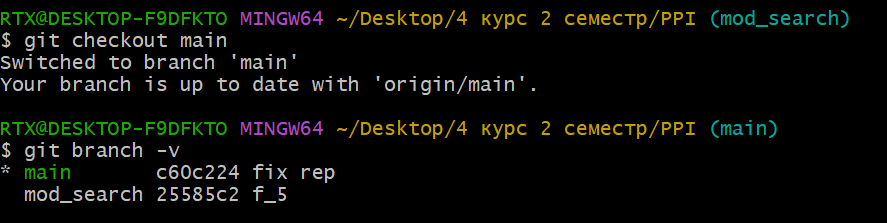 RTX@DESKTOP-F9DFKTO MINGW64 ~/Desktop/4 курс 2 семестр/PPI (mod_search)
$ git checkout main
Switched to branch 'main'
Your branch is up to date with 'origin/main'.
RTX@DESKTOP-F9DFKTO MINGW64 ~/Desktop/4 курс 2 семестр/PPI (main)
$ git branch -v
* main       c60c224 fix rep
  mod_search 25585c2 f_5